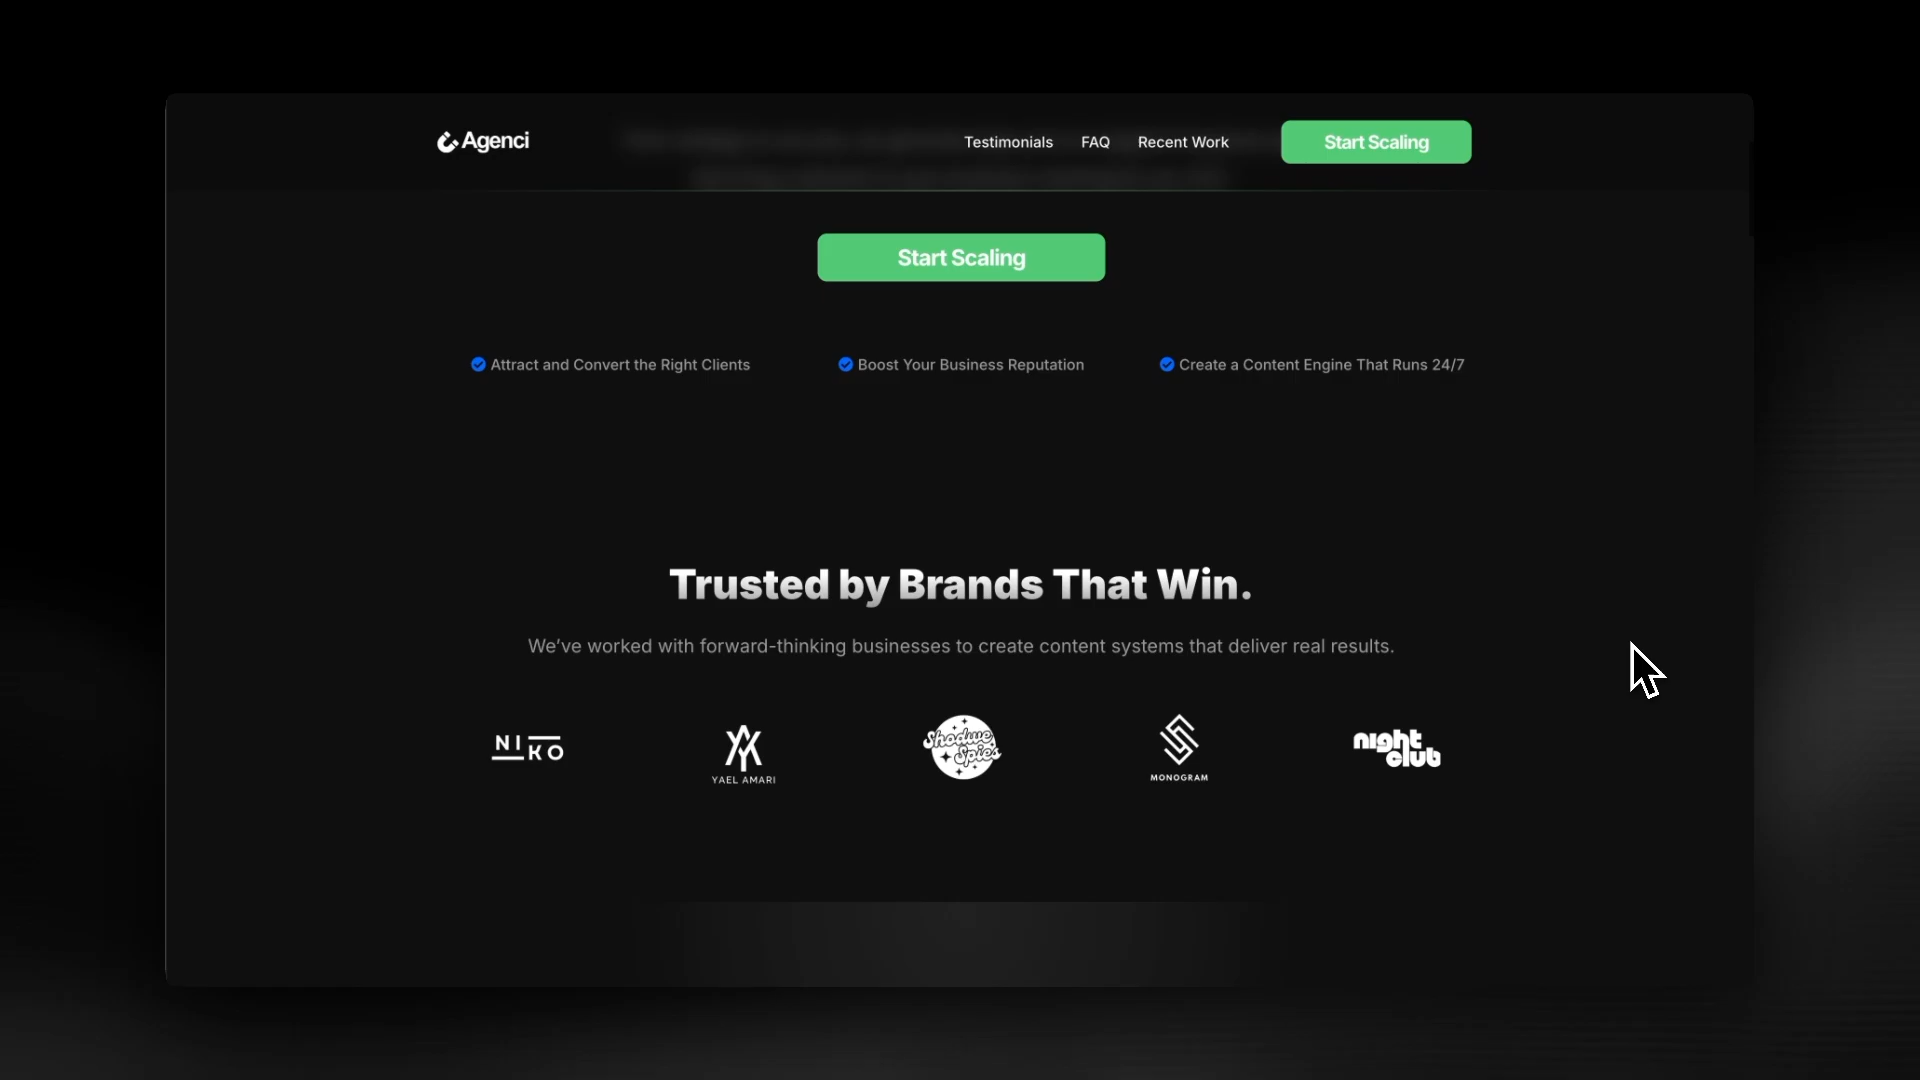 Agenci
Testimonials
FAQ
Recent Work
Start Scaling
Start Scaling
Attract and Convert the Right Clients
Boost Your Business Reputation
Create a Content Engine That Runs 24/7
Trusted by Brands That Win.
We’ve worked with forward-thinking businesses to create content systems that deliver real results.
NIKO
YAEL AMARI
Shodwe
Spies
MONOGRAM
night
club